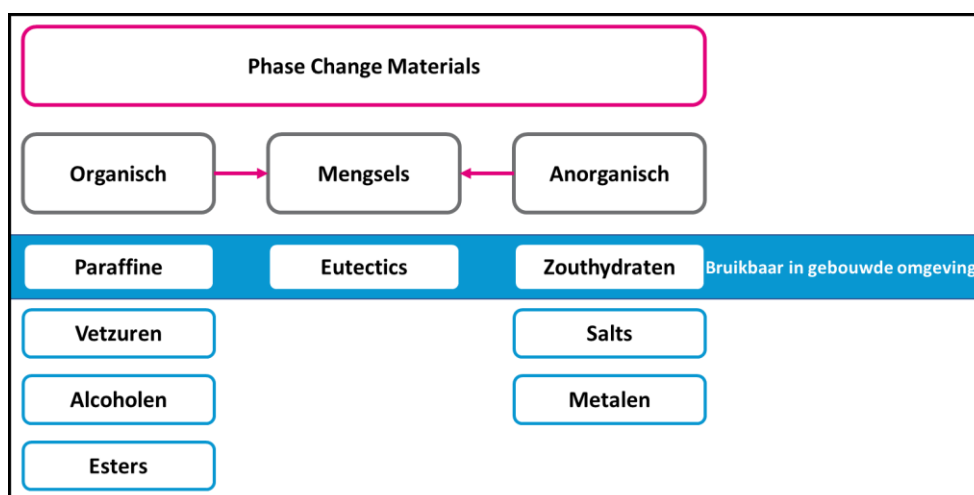 Phase Change Materials
Organisch
Mengsels
Anorganisch
Paraffine
Eutectics
Zouthydraten
Bruikbaar in gebouwde omgeving
Vetzuren
Salts
Alcoholen
Metalen
Esters